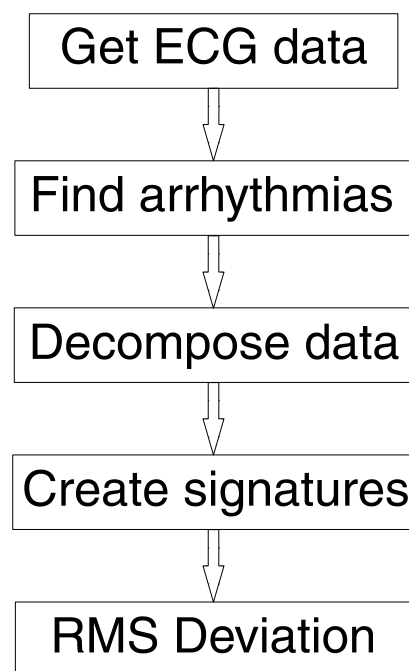 Get ECG data
Find arrhythmias
Decompose data
Create signatures
RMS Deviation